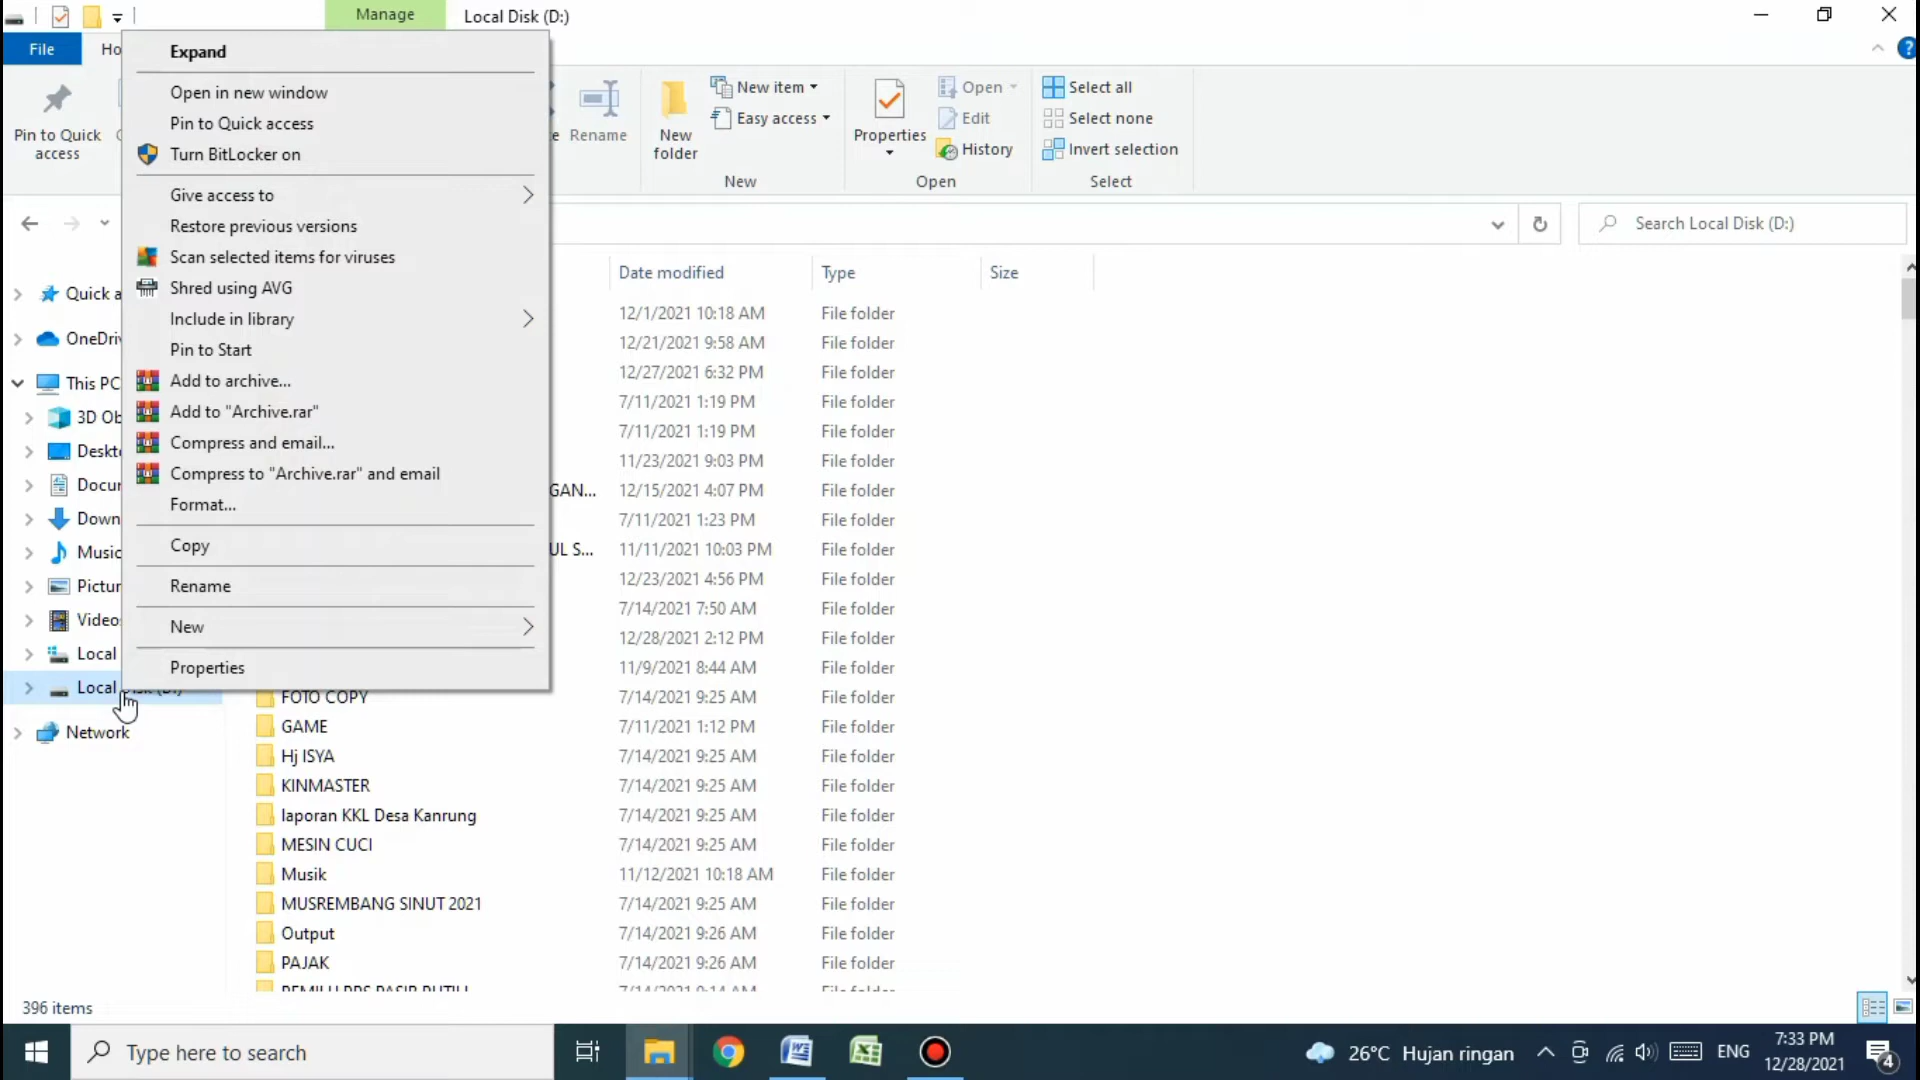 Manage
Local Disk (D:)
File
Ho
Pin to Quick access
Rename
New folder
New item
Easy access
New
Properties
Open
Edit
History
Open
Select all
Select none
Invert selection
Select
Expand
Open in new window
Pin to Quick access
Turn BitLocker on
Give access to
Restore previous versions
Scan selected items for viruses
Shred using AVG
Include in library
Pin to Start
Add to archive...
Add to "Archive.rar"
Compress and email...
Compress to "Archive.rar" and email
Format...
Copy
Rename
New
Properties
Search Local Disk (D:)
Quick a
OneDriv
This PC
3D Ob
Deskto
Docur
Down
Music
Pictur
Video
Local
Local
Network
Date modified
Type
Size
12/1/2021 10:18 AM File folder
12/21/2021 9:58 AM File folder
12/27/2021 6:32 PM File folder
7/11/2021 1:19 PM File folder
7/11/2021 1:19 PM File folder
11/23/2021 9:03 PM File folder
GAN... 12/15/2021 4:07 PM File folder
7/11/2021 1:23 PM File folder
UL S... 11/11/2021 10:03 PM File folder
12/23/2021 4:56 PM File folder
7/14/2021 7:50 AM File folder
12/28/2021 2:12 PM File folder
11/9/2021 8:44 AM File folder
FOTO COPY 7/14/2021 9:25 AM File folder
GAME 7/11/2021 1:12 PM File folder
Hj ISYA 7/14/2021 9:25 AM File folder
KINMASTER 7/14/2021 9:25 AM File folder
laporan KKL Desa Kanrung 7/14/2021 9:25 AM File folder
MESIN CUCI 7/14/2021 9:25 AM File folder
Musik 11/12/2021 10:18 AM File folder
MUSREMBANG SINUT 2021 7/14/2021 9:25 AM File folder
Output 7/14/2021 9:26 AM File folder
PAJAK 7/14/2021 9:26 AM File folder
396 items
Type here to search
26°C Hujan ringan
ENG
7:33 PM
12/28/2021
4